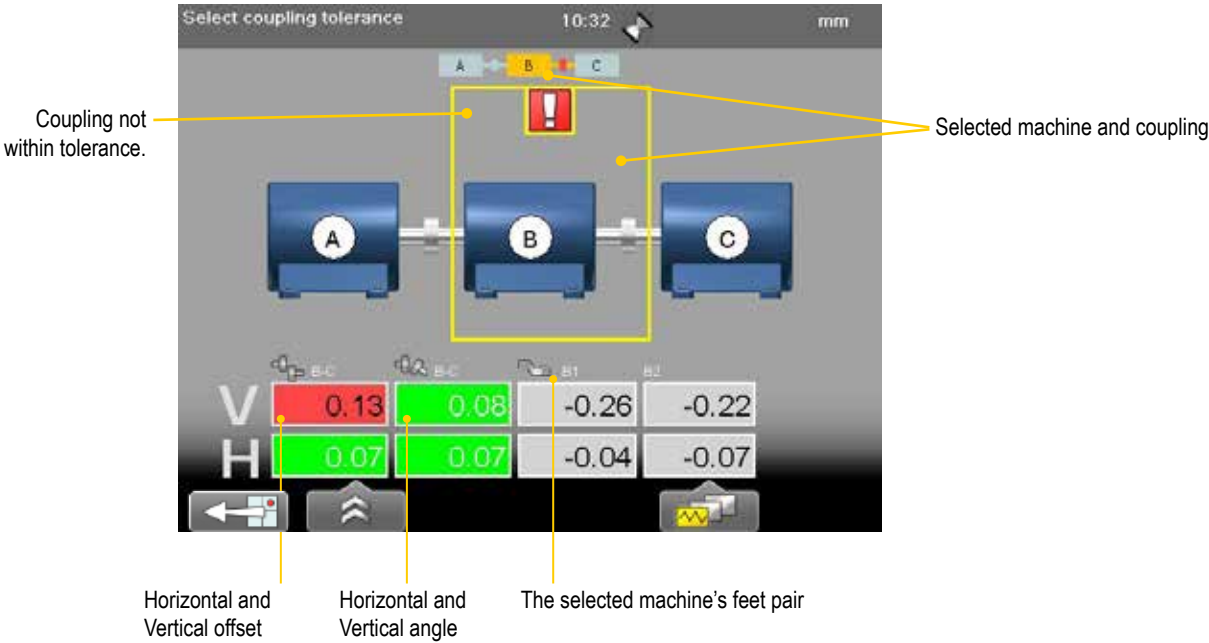 Select coupling tolerance 10:32 mm
A B C
!
Coupling not
within tolerance.
Selected machine and coupling
A B C
B-C B-C B1 B2
V 0.13 0.08 -0.26 -0.22
H 0.07 0.07 -0.04 -0.07
Horizontal and
Vertical offset
Horizontal and
Vertical angle
The selected machine's feet pair